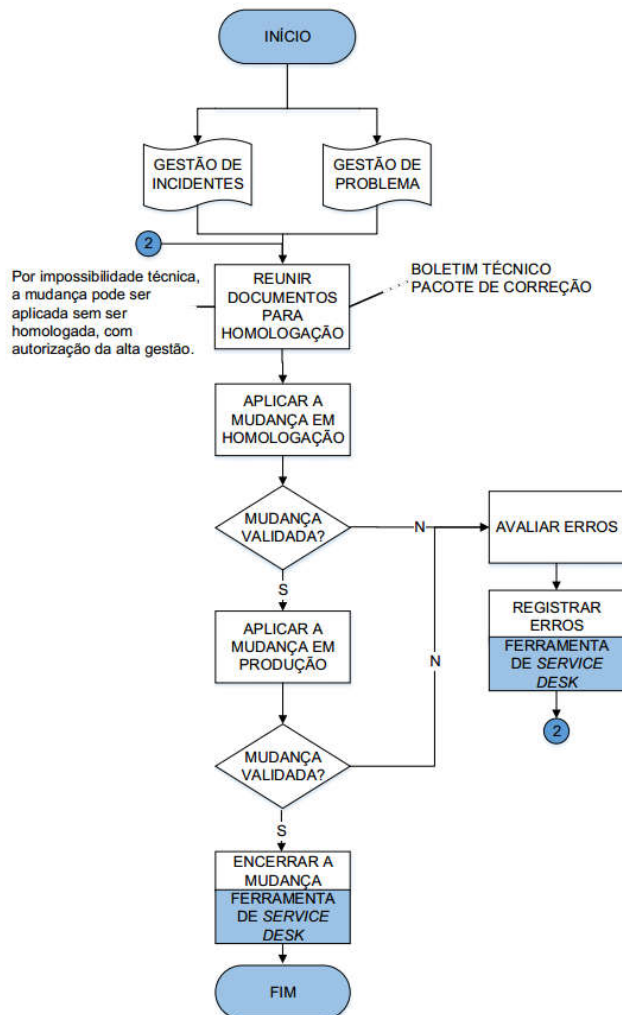 INÍCIO
GESTÃO DE
INCIDENTES
GESTÃO DE
PROBLEMA
2
Por impossibilidade técnica,
a mudança pode ser
aplicada sem ser
homologada, com
autorização da alta gestão.
REUNIR
DOCUMENTOS
PARA
HOMOLOGAÇÃO
BOLETIM TÉCNICO
PACOTE DE CORREÇÃO
APLICAR A
MUDANÇA EM
HOMOLOGAÇÃO
MUDANÇA
VALIDADA?
N
AVALIAR ERROS
S
REGISTRAR
ERROS
FERRAMENTA
DE SERVICE
DESK
2
APLICAR A
MUDANÇA EM
PRODUÇÃO
N
MUDANÇA
VALIDADA?
S
ENCERRAR A
MUDANÇA
FERRAMENTA
DE SERVICE
DESK
FIM